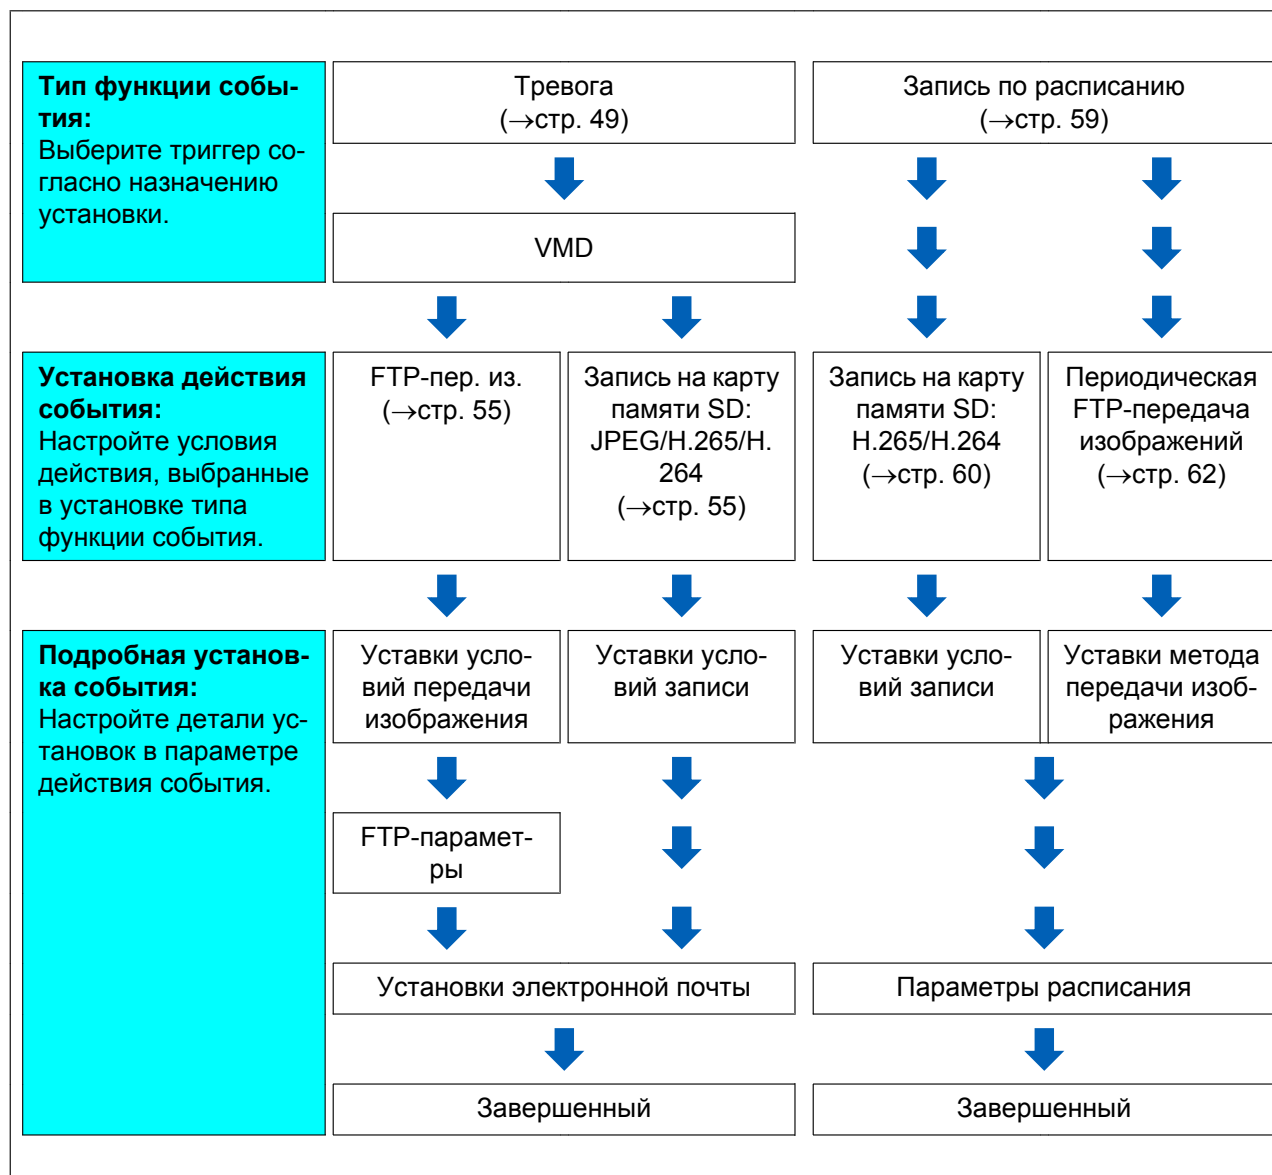 Тип функции собы-
тия:
Выберите триггер со-
гласно назначению
установки.
Тревога
(→стр. 49)
Запись по расписанию
(→стр. 59)
VMD
Установка действия
события:
Настройте условия
действия, выбранные
в установке типа
функции события.
FTP-пер. из.
(→стр. 55)
Запись на карту
памяти SD:
JPEG/H.265/H.
264
(→стр. 55)
Запись на карту
памяти SD:
H.265/H.264
(→стр. 60)
Периодическая
FTP-передача
изображений
(→стр. 62)
Подробная установ-
ка события:
Настройте детали ус-
тановок в параметре
действия события.
Уставки усло-
вий передачи
изображения
Уставки усло-
вий записи
Уставки усло-
вий записи
Уставки метода
передачи изоб-
ражения
FTP-парамет-
ры
Установки электронной почты
Параметры расписания
Завершенный
Завершенный